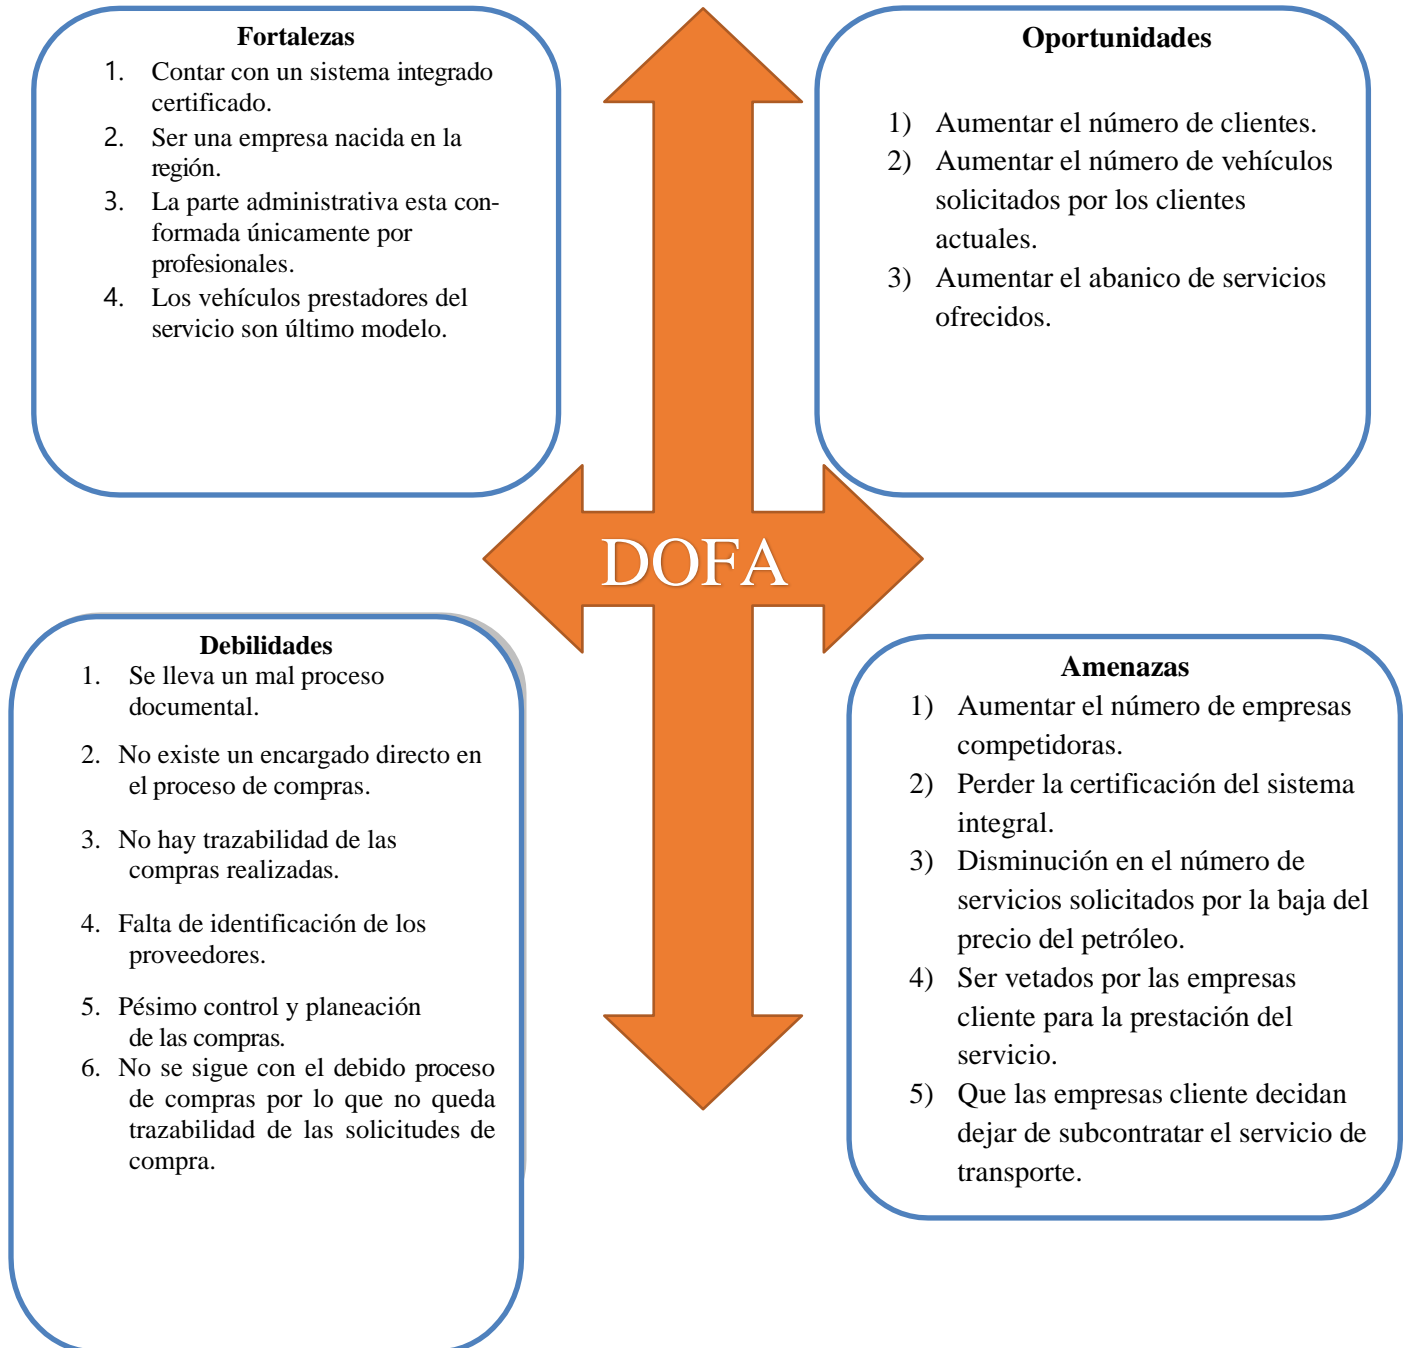 Fortalezas
1. Contar con un sistema integrado
certificado.
2. Ser una empresa nacida en la
región.
3. La parte administrativa esta con-
formada únicamente por
profesionales.
4. Los vehículos prestadores del
servicio son último modelo.
Oportunidades
1) Aumentar el número de clientes.
2) Aumentar el número de vehículos
solicitados por los clientes
actuales.
3) Aumentar el abanico de servicios
ofrecidos.
DOFA
Debilidades
1. Se lleva un mal proceso
documental.
2. No existe un encargado directo en
el proceso de compras.
3. No hay trazabilidad de las
compras realizadas.
4. Falta de identificación de los
proveedores.
5. Pésimo control y planeación
de las compras.
6. No se sigue con el debido proceso
de compras por lo que no queda
trazabilidad de las solicitudes de
compra.
Amenazas
1) Aumentar el número de empresas
competidoras.
2) Perder la certificación del sistema
integral.
3) Disminución en el número de
servicios solicitados por la baja del
precio del petróleo.
4) Ser vetados por las empresas
cliente para la prestación del
servicio.
5) Que las empresas cliente decidan
dejar de subcontratar el servicio de
transporte.